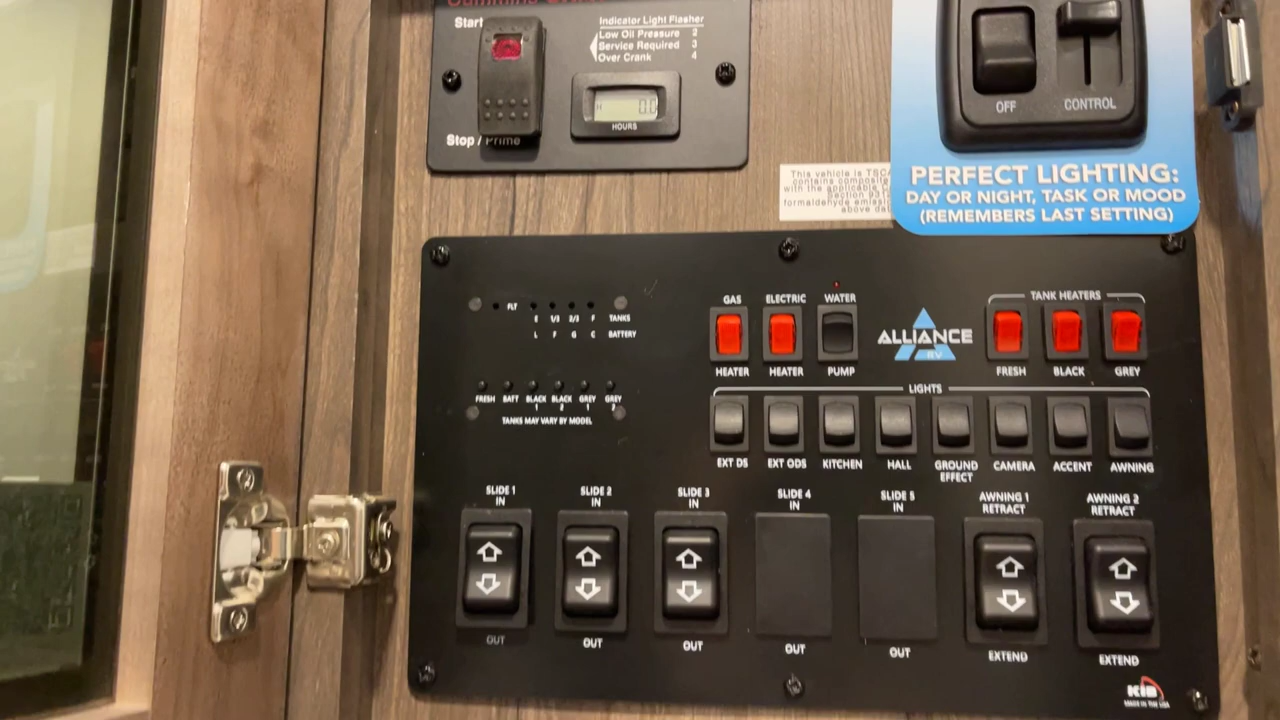 Start
Indicator Light Flasher
Low Oil Pressure 2
Service Required 3
Over Crank 4
HOURS
Stop / Prime
OFF
CONTROL
PERFECT LIGHTING:
DAY OR NIGHT, TASK OR MOOD
(REMEMBERS LAST SETTING)
This vehicle is TSCA
contains composite
with the applicable
Section
formaldehyde
above
FLT
E 1/3 2/3 F TANKS
L F G C BATTERY
FRESH BATT BLACK 1 BLACK 2 GREY 1 GREY 2
TANKS MAY VARY BY MODEL
GAS ELECTRIC WATER
HEATER HEATER PUMP
ALLIANCE
RV
TANK HEATERS
FRESH BLACK GREY
LIGHTS
EXT DS EXT ODS KITCHEN HALL GROUND EFFECT CAMERA ACCENT AWNING
SLIDE 1 IN
SLIDE 2 IN
SLIDE 3 IN
SLIDE 4 IN
SLIDE 5 IN
AWNING 1 RETRACT
AWNING 2 RETRACT
OUT OUT OUT OUT OUT EXTEND EXTEND
KIB
MADE IN THE USA